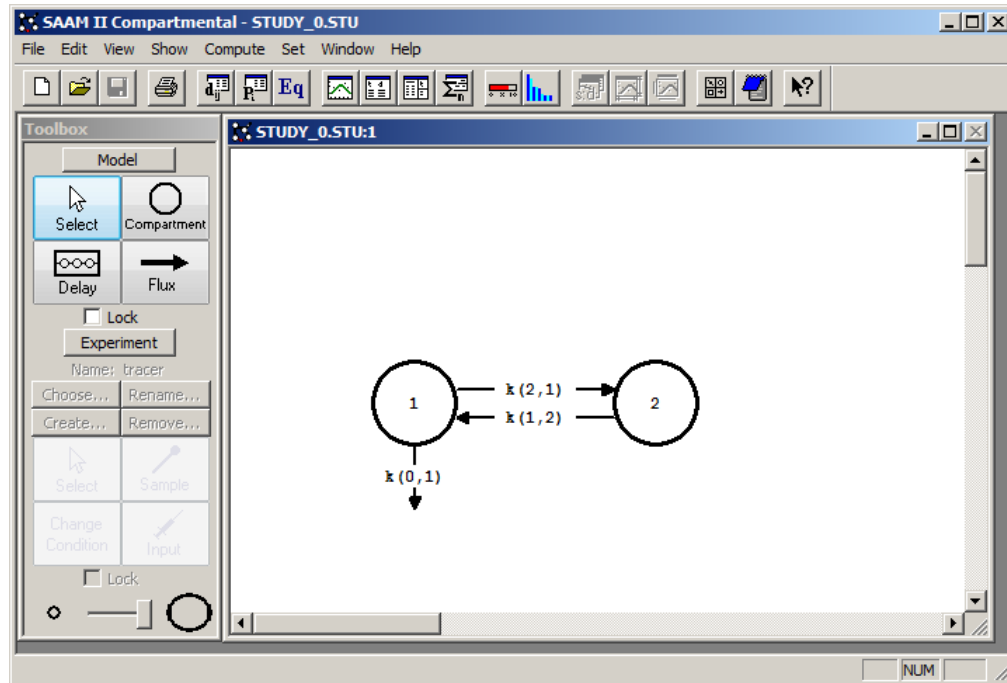 SAAM II Compartmental - STUDY_0.STU
File Edit View Show Compute Set Window Help
Eq
Toolbox
STUDY_0.STU:1
Model
Select Compartment
Delay Flux
Lock
Experiment
Name: tracer
Choose... Rename...
Create... Remove...
Select Sample
Change
Condition Input
Lock
k(2,1)
1 2
k(1,2)
k(0,1)
NUM